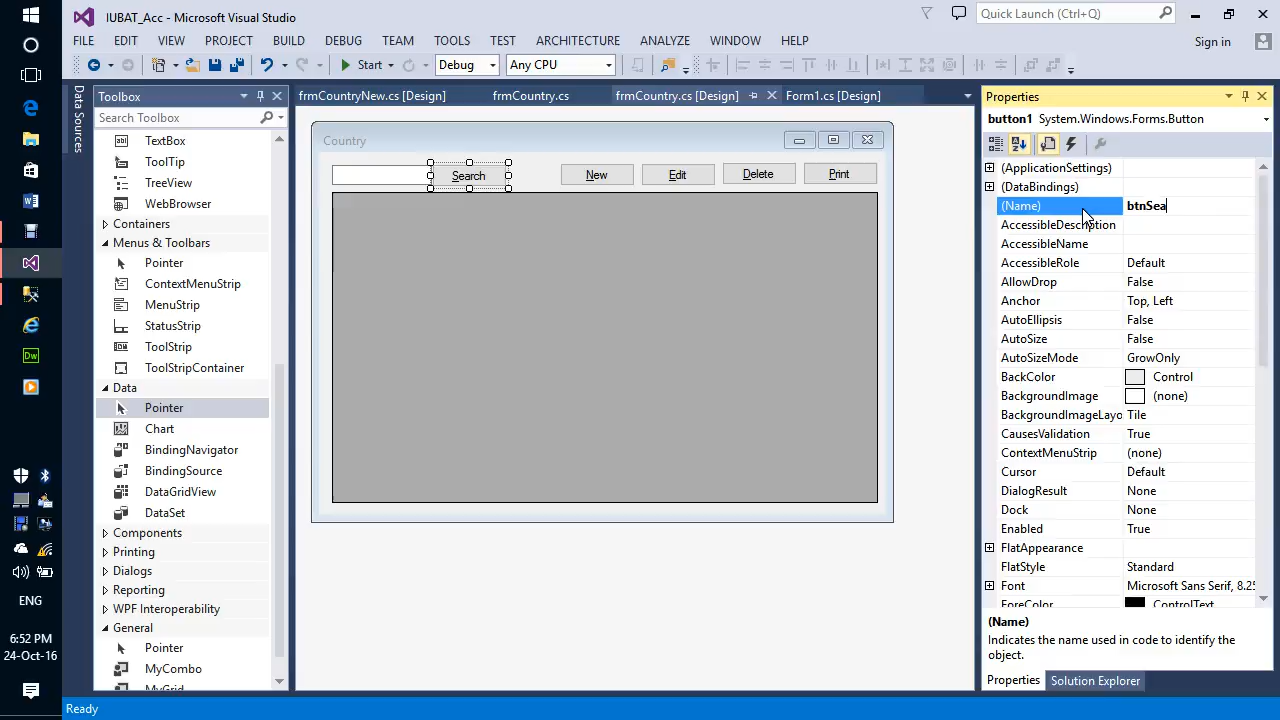 IUBAT_Acc - Microsoft Visual Studio
Quick Launch (Ctrl+Q)
FILE EDIT VIEW PROJECT BUILD DEBUG TEAM TOOLS TEST ARCHITECTURE ANALYZE WINDOW HELP
Sign in
Start Debug Any CPU
Data Sources
Toolbox
Search Toolbox
TextBox
ToolTip
TreeView
WebBrowser
Containers
Menus & Toolbars
Pointer
ContextMenuStrip
MenuStrip
StatusStrip
ToolStrip
ToolStripContainer
Data
Pointer
Chart
BindingNavigator
BindingSource
DataGridView
DataSet
Components
Printing
Dialogs
Reporting
WPF Interoperability
General
Pointer
MyCombo
MyGrid
frmCountryNew.cs [Design] frmCountry.cs frmCountry.cs [Design] Form1.cs [Design]
Country
Search New Edit Delete Print
Properties
button1 System.Windows.Forms.Button
(ApplicationSettings)
(DataBindings)
(Name) btnSea
AccessibleDescription
AccessibleName
AccessibleRole Default
AllowDrop False
Anchor Top, Left
AutoEllipsis False
AutoSize False
AutoSizeMode GrowOnly
BackColor Control
BackgroundImage (none)
BackgroundImageLayo Tile
CausesValidation True
ContextMenuStrip (none)
Cursor Default
DialogResult None
Dock None
Enabled True
FlatAppearance
FlatStyle Standard
Font Microsoft Sans Serif, 8.25
ForeColor ControlText
(Name)
Indicates the name used in code to identify the
object.
Properties Solution Explorer
Dw
ENG
6:52 PM
24-Oct-16
Ready